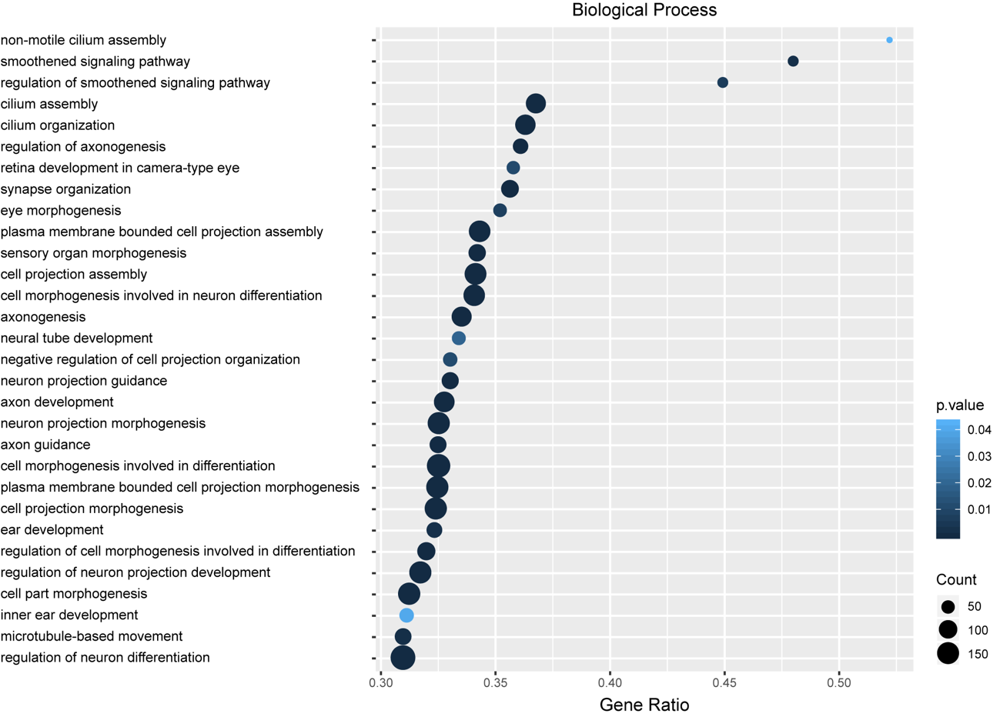 Biological Process
non-motile cilium assembly
smoothened signaling pathway
regulation of smoothened signaling pathway
cilium assembly
cilium organization
regulation of axonogenesis
retina development in camera-type eye
synapse organization
eye morphogenesis
plasma membrane bounded cell projection assembly
sensory organ morphogenesis
cell projection assembly
cell morphogenesis involved in neuron differentiation
axonogenesis
neural tube development
negative regulation of cell projection organization
neuron projection guidance
axon development
neuron projection morphogenesis
axon guidance
cell morphogenesis involved in differentiation
plasma membrane bounded cell projection morphogenesis
cell projection morphogenesis
ear development
regulation of cell morphogenesis involved in differentiation
regulation of neuron projection development
cell part morphogenesis
inner ear development
microtubule-based movement
regulation of neuron differentiation
0.30 0.35 0.40 0.45 0.50
Gene Ratio
p.value
0.04
0.03
0.02
0.01
Count
50
100
150